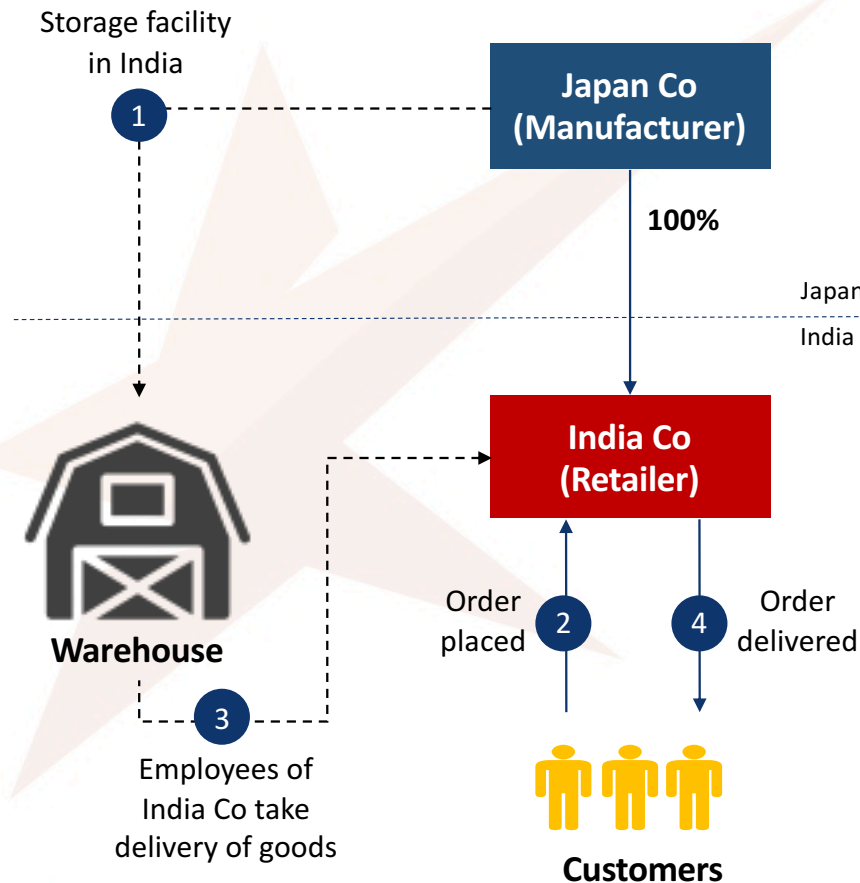 Storage facility
in India
1
Japan Co
(Manufacturer)
100%
Japan
India
India Co
(Retailer)
Order
placed
2
4
Order
delivered
Warehouse
3
Employees of
India Co take
delivery of goods
Customers